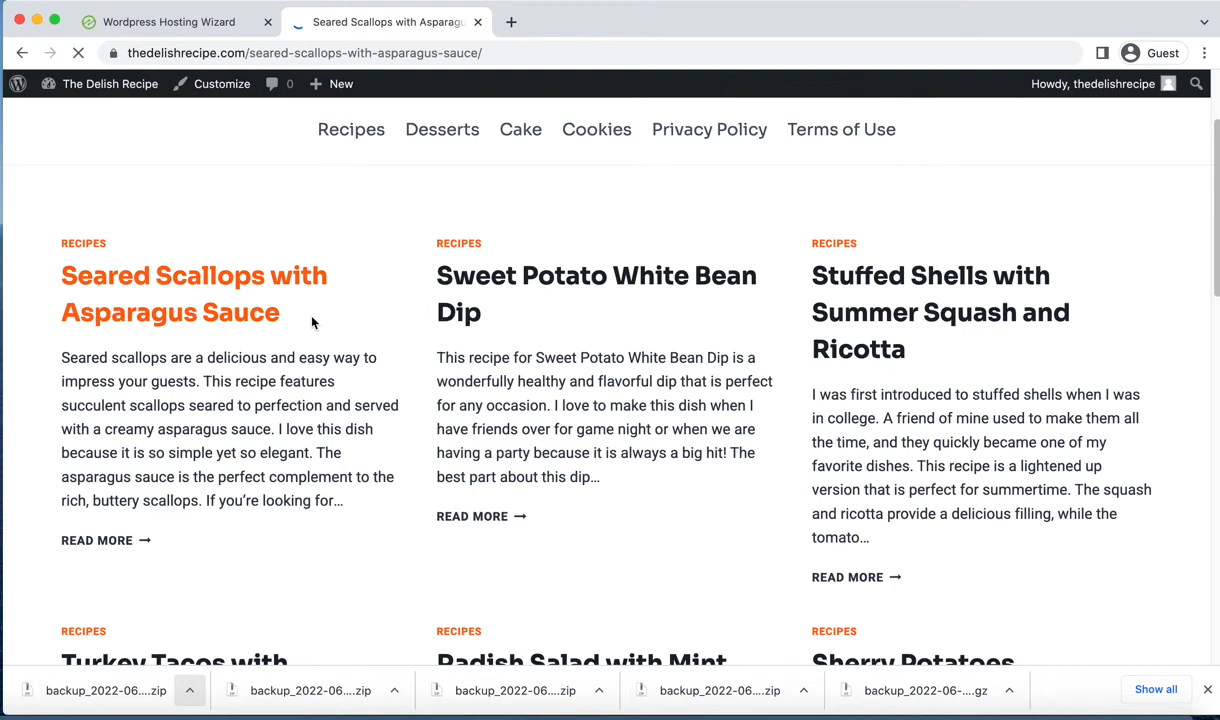 Wordpress Hosting Wizard
Seared Scallops with Asparagu
thedelishrecipe.com/seared-scallops-with-asparagus-sauce/
Guest
The Delish Recipe
Customize
0
New
Howdy, thedelishrecipe
Recipes Desserts Cake Cookies Privacy Policy Terms of Use
RECIPES
Seared Scallops with
Asparagus Sauce
Seared scallops are a delicious and easy way to
impress your guests. This recipe features
succulent scallops seared to perfection and served
with a creamy asparagus sauce. I love this dish
because it is so simple yet so elegant. The
asparagus sauce is the perfect complement to the
rich, buttery scallops. If you’re looking for…
READ MORE
RECIPES
Sweet Potato White Bean
Dip
This recipe for Sweet Potato White Bean Dip is a
wonderfully healthy and flavorful dip that is perfect
for any occasion. I love to make this dish when I
have friends over for game night or when we are
having a party because it is always a big hit! The
best part about this dip…
READ MORE
RECIPES
Stuffed Shells with
Summer Squash and
Ricotta
I was first introduced to stuffed shells when I was
in college. A friend of mine used to make them all
the time, and they quickly became one of my
favorite dishes. This recipe is a lightened up
version that is perfect for summertime. The squash
and ricotta provide a delicious filling, while the
tomato…
READ MORE
RECIPES
Turkey Tacos with
RECIPES
Radish Salad with Mint
RECIPES
Sherry Potatoes
backup_2022-06....zip
backup_2022-06....zip
backup_2022-06....zip
backup_2022-06....zip
backup_2022-06-....gz
Show all